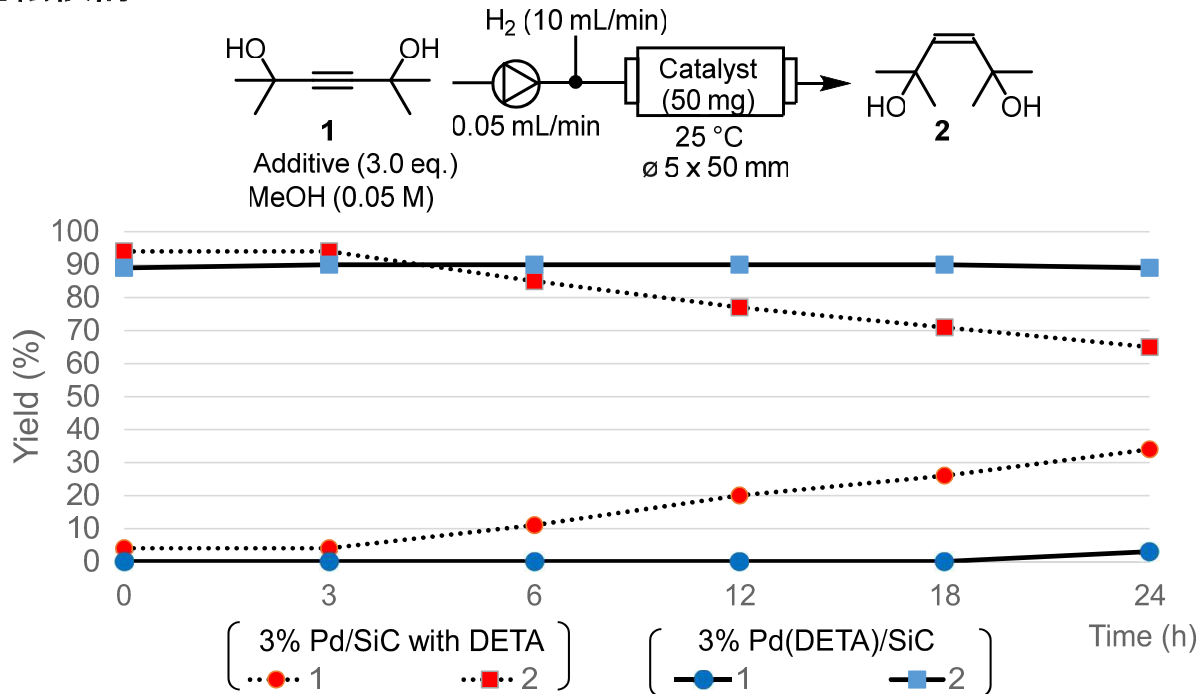 H₂ (10 mL/min)
HO
OH
1
Additive (3.0 eq.)
MeOH (0.05 M)
0.05 mL/min
Catalyst
(50 mg)
25 °C
ø 5 x 50 mm
HO
OH
2
Yield (%)
100
90
80
70
60
50
40
30
20
10
0
0 3 6 12 18 24
Time (h)
3% Pd/SiC with DETA
1 2
3% Pd(DETA)/SiC
1 2